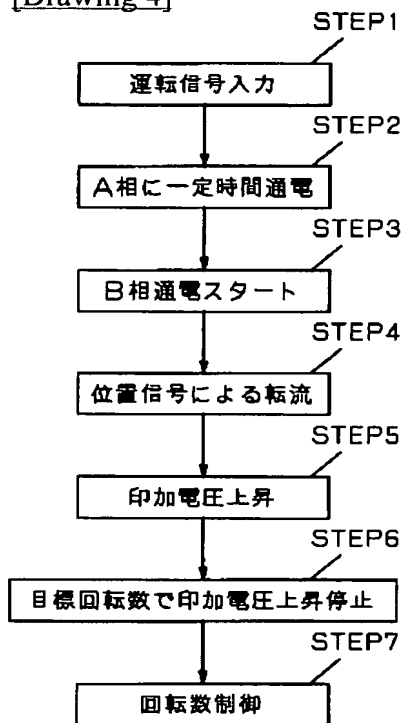 [Drawing 4]
STEP1
運転信号入力
STEP2
A相に一定時間通電
STEP3
B相通電スタート
STEP4
位置信号による転流
STEP5
印加電圧上昇
STEP6
目標回転数で印加電圧上昇停止
STEP7
回転数制御